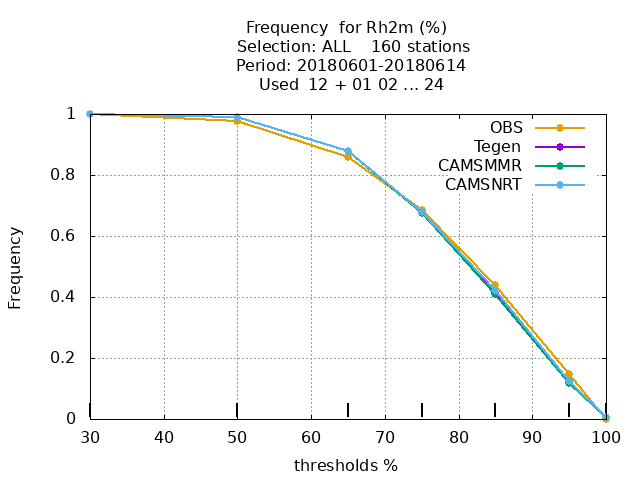 Frequency  for Rh2m (%)
Selection: ALL    160 stations
Period: 20180601-20180614
Used  12 + 01 02 ... 24
OBS
Tegen
CAMSMMR
CAMSNRT
Frequency
1
0.8
0.6
0.4
0.2
0
30 40 50 60 70 80 90 100
thresholds %